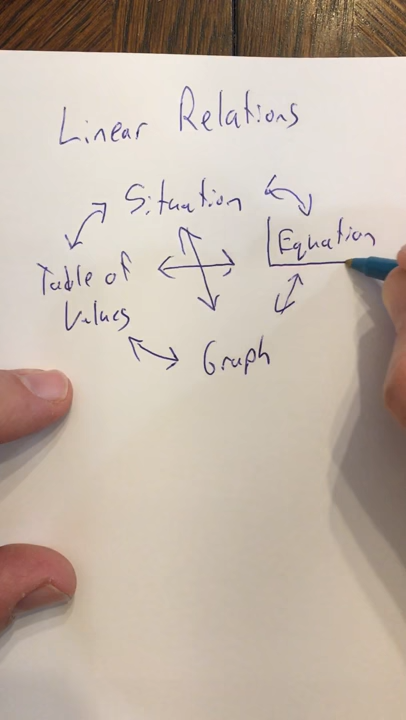 Linear Relations
Situation
Equation
Table of
Values
Graph